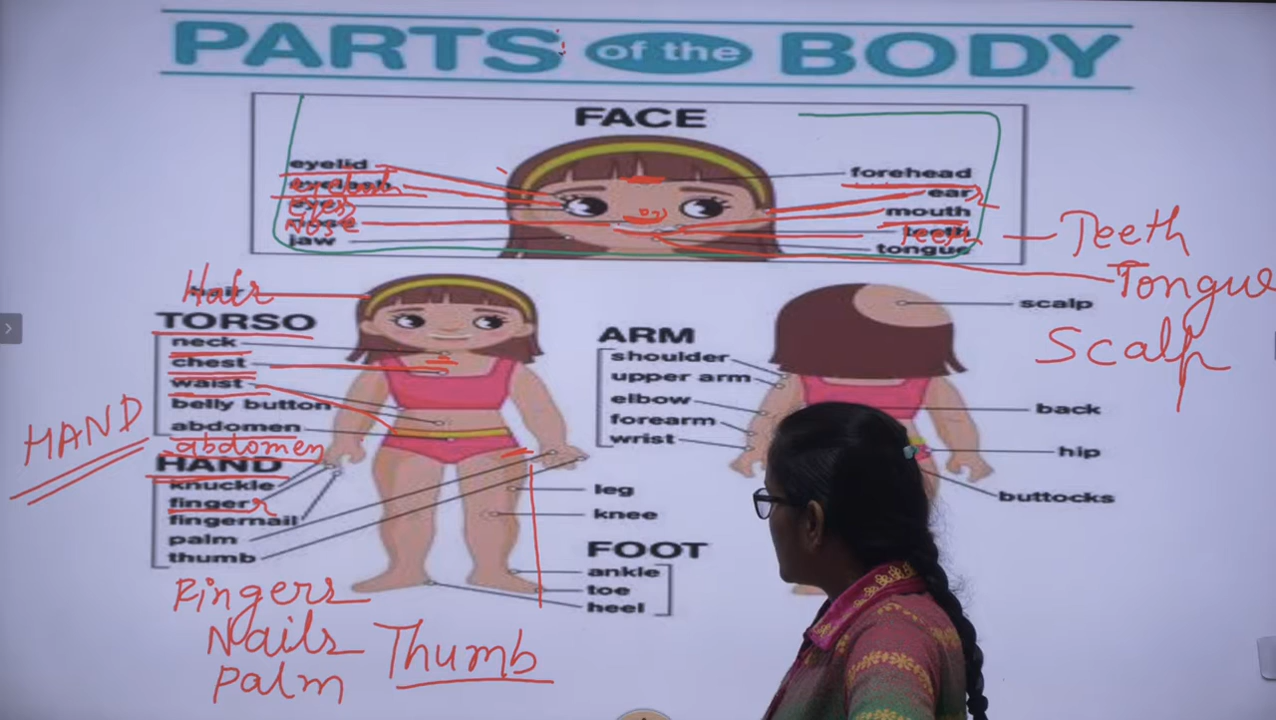 PARTS of the BODY
FACE
eyelid
eyelash
eyes
Nose
jaw
forehead
ear
mouth
Teeth
tongue
Teeth
Tongue
Scalp
Hair
TORSO
neck
chest
waist
belly button
abdomen
abdomen
HAND
HAND
knuckle
finger
fingernail
palm
thumb
Fingers
Nails
Palm
Thumb
ARM
shoulder
upper arm
elbow
forearm
wrist
leg
knee
FOOT
ankle
toe
heel
scalp
back
hip
buttocks